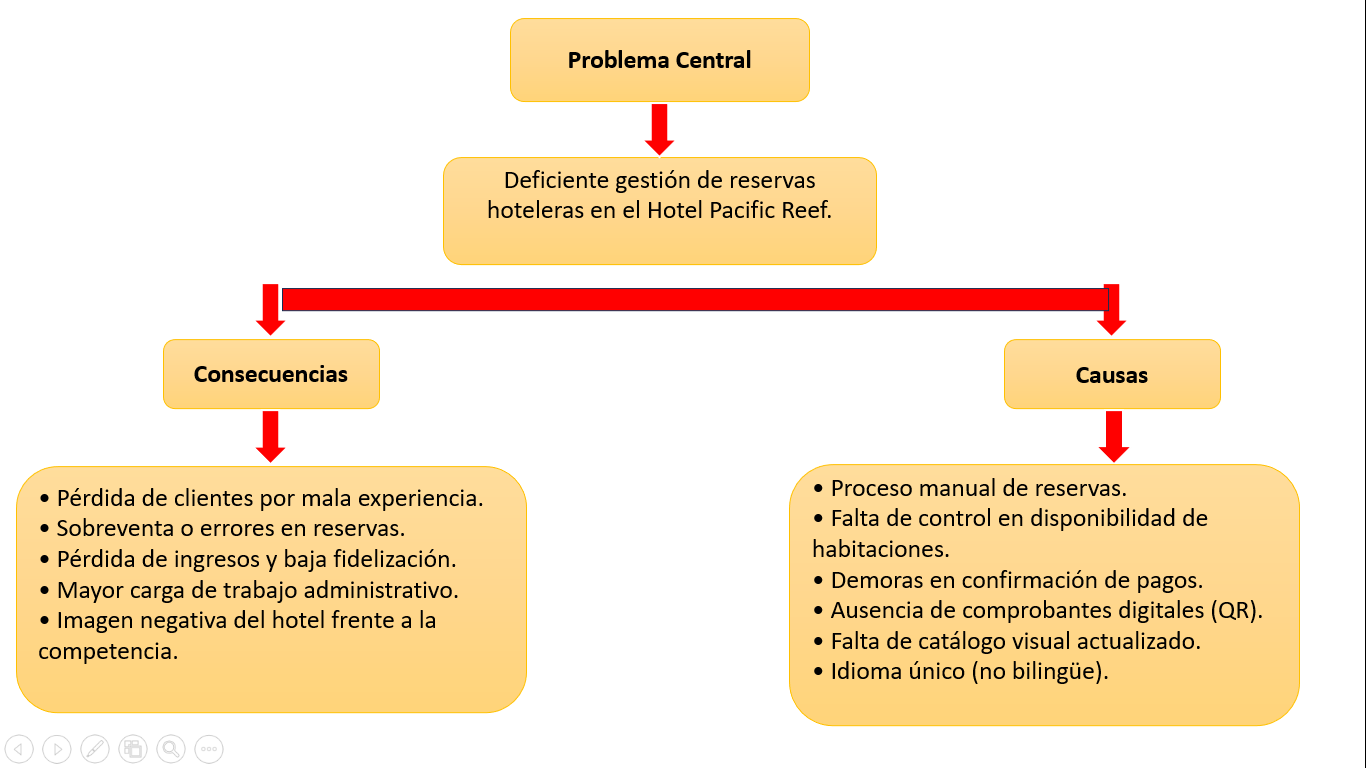 Problema Central
Deficiente gestión de reservas
hoteleras en el Hotel Pacific Reef.
Consecuencias
• Pérdida de clientes por mala experiencia.
• Sobreventa o errores en reservas.
• Pérdida de ingresos y baja fidelización.
• Mayor carga de trabajo administrativo.
• Imagen negativa del hotel frente a la
competencia.
Causas
• Proceso manual de reservas.
• Falta de control en disponibilidad de
habitaciones.
• Demoras en confirmación de pagos.
• Ausencia de comprobantes digitales (QR).
• Falta de catálogo visual actualizado.
• Idioma único (no bilingüe).